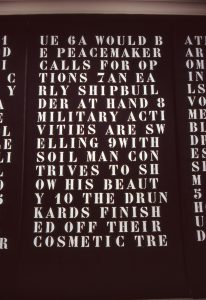 UE 6A WOULD B
E PEACEMAKER
CALLS FOR OP
TIONS 7AN EA
RLY SHIPBUIL
DER AT HAND 8
MILITARY ACTI
VITIES ARE SW
ELLING 9WITH
SOIL MAN CON
TRIVES TO SH
OW HIS BEAUT
Y 10 THE DRUN
KARDS FINISH
ED OFF THEIR
COSMETIC TRE